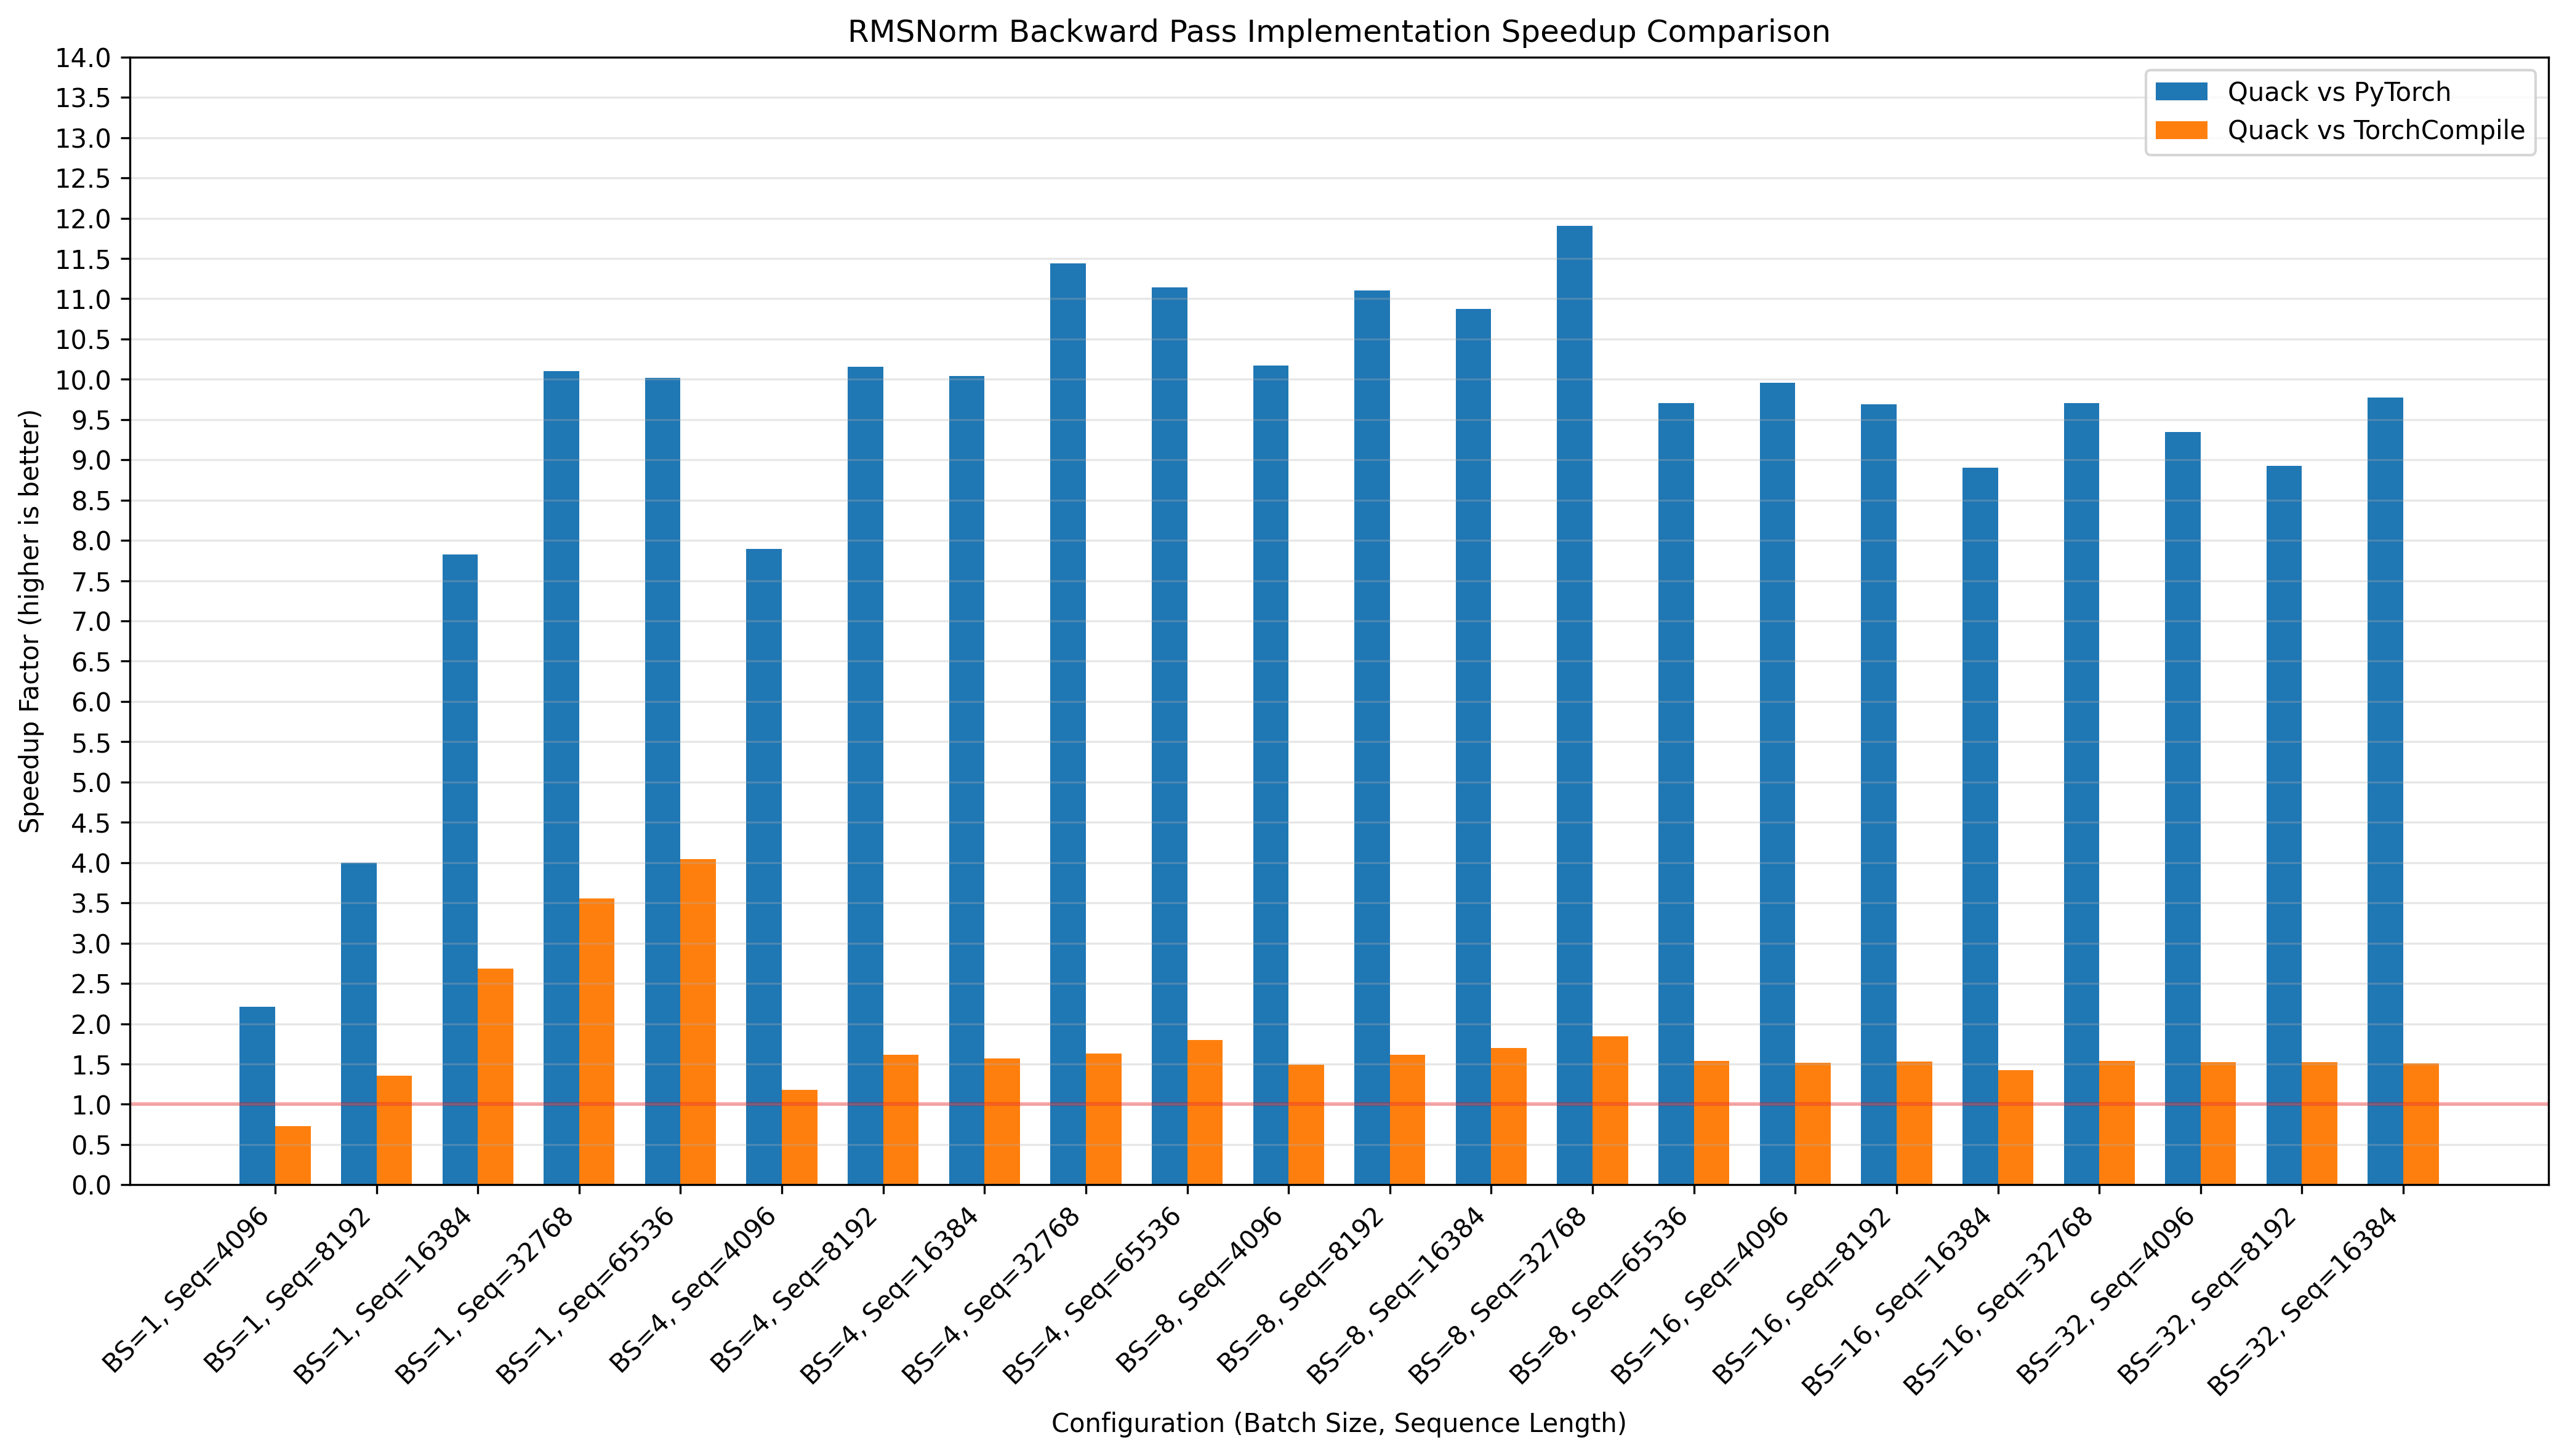 RMSNorm Backward Pass Implementation Speedup Comparison
Quack vs PyTorch
Quack vs TorchCompile
Speedup Factor (higher is better)
14.0
13.5
13.0
12.5
12.0
11.5
11.0
10.5
10.0
9.5
9.0
8.5
8.0
7.5
7.0
6.5
6.0
5.5
5.0
4.5
4.0
3.5
3.0
2.5
2.0
1.5
1.0
0.5
0.0
BS=1, Seq=4096
BS=1, Seq=8192
BS=1, Seq=16384
BS=1, Seq=32768
BS=1, Seq=65536
BS=4, Seq=4096
BS=4, Seq=8192
BS=4, Seq=16384
BS=4, Seq=32768
BS=4, Seq=65536
BS=8, Seq=4096
BS=8, Seq=8192
BS=8, Seq=16384
BS=8, Seq=32768
BS=8, Seq=65536
BS=16, Seq=4096
BS=16, Seq=8192
BS=16, Seq=16384
BS=16, Seq=32768
BS=32, Seq=4096
BS=32, Seq=8192
BS=32, Seq=16384
Configuration (Batch Size, Sequence Length)